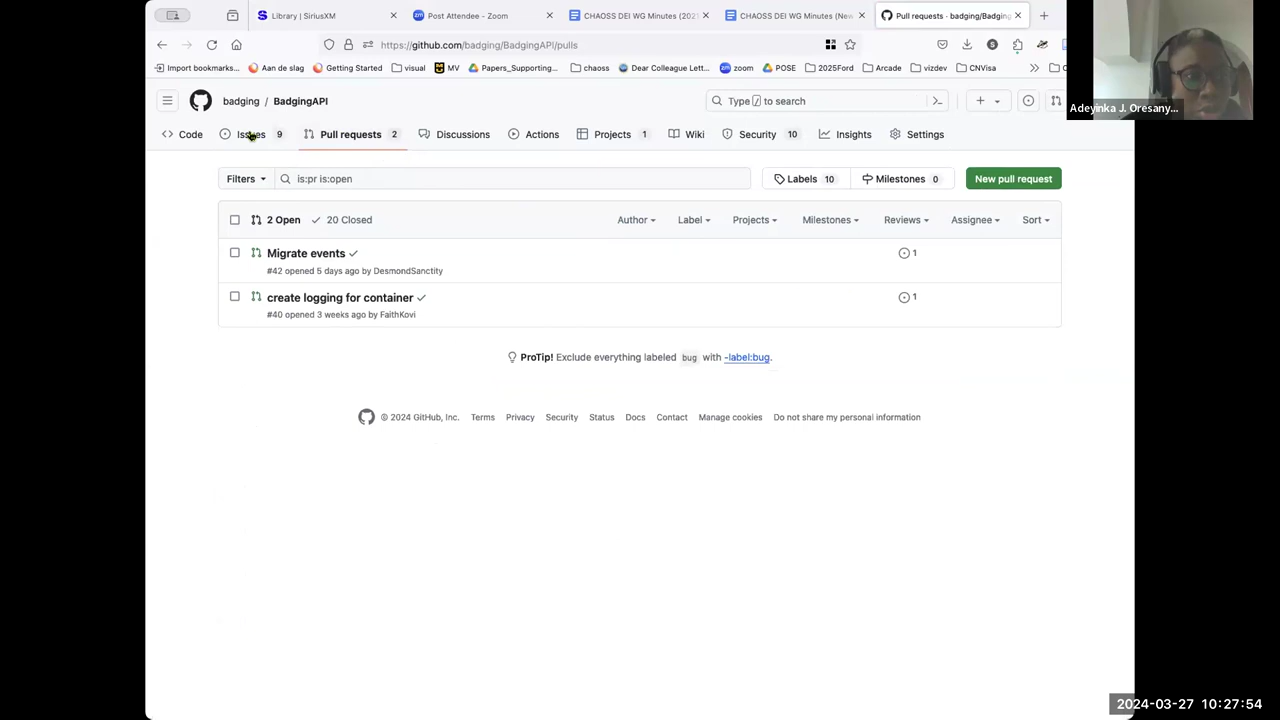 Library | SiriusXM
Post Attendee - Zoom
CHAOSS DEI WG Minutes (202
CHAOSS DEI WG Minutes (New
Pull requests · badging/Badging
https://github.com/badging/BadgingAPI/pulls
Import bookmarks...
Aan de slag
Getting Started
visual
MV
Papers_Supporting...
chaoss
Dear Colleague Lett...
zoom
POSE
2025Ford
Arcade
vizdev
CNVisa
Adeyinka J. Oresany...
badging / BadgingAPI
Type / to search
Code
Issues 9
Pull requests 2
Discussions
Actions
Projects 1
Wiki
Security 10
Insights
Settings
Filters
is:pr is:open
Labels 10
Milestones 0
New pull request
2 Open
20 Closed
Author
Label
Projects
Milestones
Reviews
Assignee
Sort
Migrate events
1
#42 opened 5 days ago by DesmondSanctity
create logging for container
1
#40 opened 3 weeks ago by FaithKovi
ProTip! Exclude everything labeled bug with -label:bug.
© 2024 GitHub, Inc.
Terms
Privacy
Security
Status
Docs
Contact
Manage cookies
Do not share my personal information
2024-03-27 10:27:54